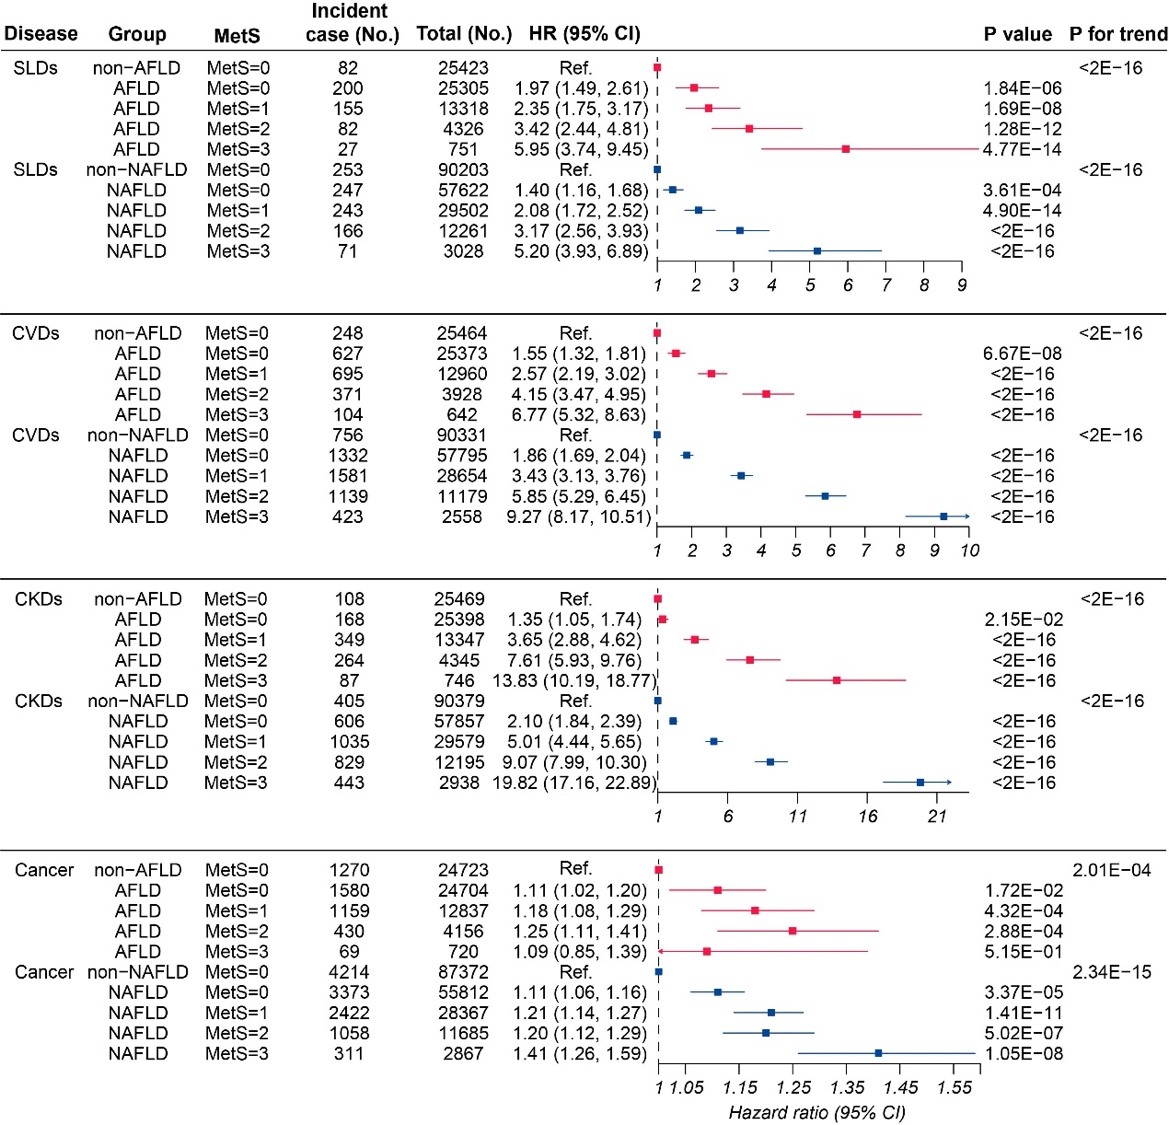 Disease Group MetS Incident case (No.) Total (No.) HR (95% CI) P value P for trend
SLDs non−AFLD MetS=0 82 25423 Ref. <2E−16
AFLD MetS=0 200 25305 1.97 (1.49, 2.61) 1.84E−06
AFLD MetS=1 155 13318 2.35 (1.75, 3.17) 1.69E−08
AFLD MetS=2 82 4326 3.42 (2.44, 4.81) 1.28E−12
AFLD MetS=3 27 751 5.95 (3.74, 9.45) 4.77E−14
SLDs non−NAFLD MetS=0 253 90203 Ref. <2E−16
NAFLD MetS=0 247 57622 1.40 (1.16, 1.68) 3.61E−04
NAFLD MetS=1 243 29502 2.08 (1.72, 2.52) 4.90E−14
NAFLD MetS=2 166 12261 3.17 (2.56, 3.93) <2E−16
NAFLD MetS=3 71 3028 5.20 (3.93, 6.89) <2E−16
1 2 3 4 5 6 7 8 9
CVDs non−AFLD MetS=0 248 25464 Ref. <2E−16
AFLD MetS=0 627 25373 1.55 (1.32, 1.81) 6.67E−08
AFLD MetS=1 695 12960 2.57 (2.19, 3.02) <2E−16
AFLD MetS=2 371 3928 4.15 (3.47, 4.95) <2E−16
AFLD MetS=3 104 642 6.77 (5.32, 8.63) <2E−16
CVDs non−NAFLD MetS=0 756 90331 Ref. <2E−16
NAFLD MetS=0 1332 57795 1.86 (1.69, 2.04) <2E−16
NAFLD MetS=1 1581 28654 3.43 (3.13, 3.76) <2E−16
NAFLD MetS=2 1139 11179 5.85 (5.29, 6.45) <2E−16
NAFLD MetS=3 423 2558 9.27 (8.17, 10.51) <2E−16
1 2 3 4 5 6 7 8 9 10
CKDs non−AFLD MetS=0 108 25469 Ref. <2E−16
AFLD MetS=0 168 25398 1.35 (1.05, 1.74) 2.15E−02
AFLD MetS=1 349 13347 3.65 (2.88, 4.62) <2E−16
AFLD MetS=2 264 4345 7.61 (5.93, 9.76) <2E−16
AFLD MetS=3 87 746 13.83 (10.19, 18.77) <2E−16
CKDs non−NAFLD MetS=0 405 90379 Ref. <2E−16
NAFLD MetS=0 606 57857 2.10 (1.84, 2.39) <2E−16
NAFLD MetS=1 1035 29579 5.01 (4.44, 5.65) <2E−16
NAFLD MetS=2 829 12195 9.07 (7.99, 10.30) <2E−16
NAFLD MetS=3 443 2938 19.82 (17.16, 22.89) <2E−16
1 6 11 16 21
Cancer non−AFLD MetS=0 1270 24723 Ref. 2.01E−04
AFLD MetS=0 1580 24704 1.11 (1.02, 1.20) 1.72E−02
AFLD MetS=1 1159 12837 1.18 (1.08, 1.29) 4.32E−04
AFLD MetS=2 430 4156 1.25 (1.11, 1.41) 2.88E−04
AFLD MetS=3 69 720 1.09 (0.85, 1.39) 5.15E−01
Cancer non−NAFLD MetS=0 4214 87372 Ref. 2.34E−15
NAFLD MetS=0 3373 55812 1.11 (1.06, 1.16) 3.37E−05
NAFLD MetS=1 2422 28367 1.21 (1.14, 1.27) 1.41E−11
NAFLD MetS=2 1058 11685 1.20 (1.12, 1.29) 5.02E−07
NAFLD MetS=3 311 2867 1.41 (1.26, 1.59) 1.05E−08
1 1.05 1.15 1.25 1.35 1.45 1.55
Hazard ratio (95% CI)